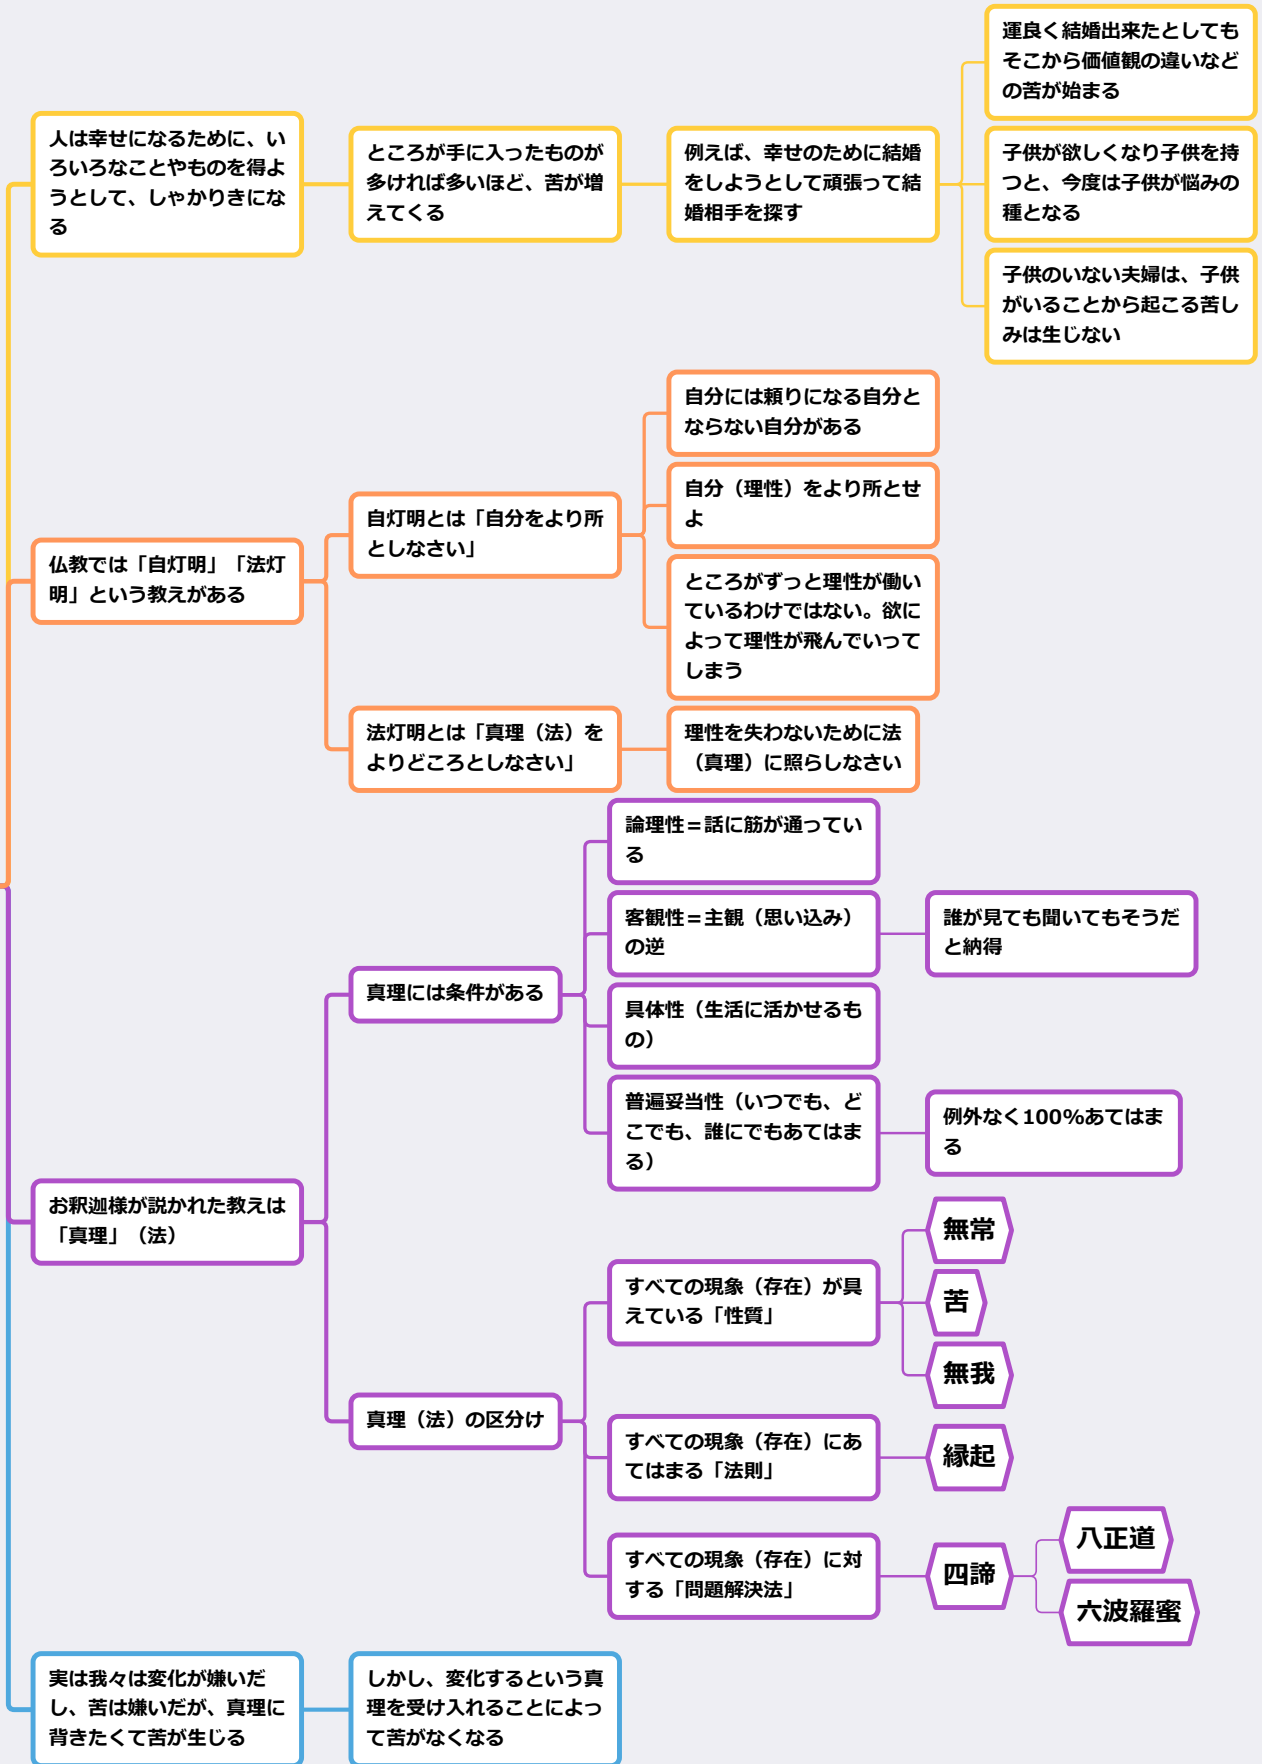 人は幸せになるために、い
ろいろなことやものを得よ
うとして、しゃかりきにな
る
ところが手に入ったものが
多ければ多いほど、苦が増
えてくる
例えば、幸せのために結婚
をしようとして頑張って結
婚相手を探す
運良く結婚出来たとしても
そこから価値観の違いなど
の苦が始まる
子供が欲しくなり子供を持
つと、今度は子供が悩みの
種となる
子供のいない夫婦は、子供
がいることから起こる苦し
みは生じない
仏教では「自灯明」「法灯
明」という教えがある
自灯明とは「自分をより所
としなさい」
自分には頼りになる自分と
ならない自分がある
自分（理性）をより所とせ
よ
ところがずっと理性が働い
ているわけではない。欲に
よって理性が飛んでいって
しまう
法灯明とは「真理（法）を
よりどころとしなさい」
理性を失わないために法
（真理）に照らしなさい
お釈迦様が説かれた教えは
「真理」（法）
真理には条件がある
論理性＝話に筋が通ってい
る
客観性＝主観（思い込み）
の逆
誰が見ても聞いてもそうだ
と納得
具体性（生活に活かせるも
の）
普遍妥当性（いつでも、ど
こでも、誰にでもあてはま
る）
例外なく100%あてはま
る
真理（法）の区分け
すべての現象（存在）が具
えている「性質」
無常
苦
無我
すべての現象（存在）にあ
てはまる「法則」
縁起
すべての現象（存在）に対
する「問題解決法」
四諦
八正道
六波羅蜜
実は我々は変化が嫌いだ
し、苦は嫌いだが、真理に
背きたくて苦が生じる
しかし、変化するという真
理を受け入れることによっ
て苦がなくなる